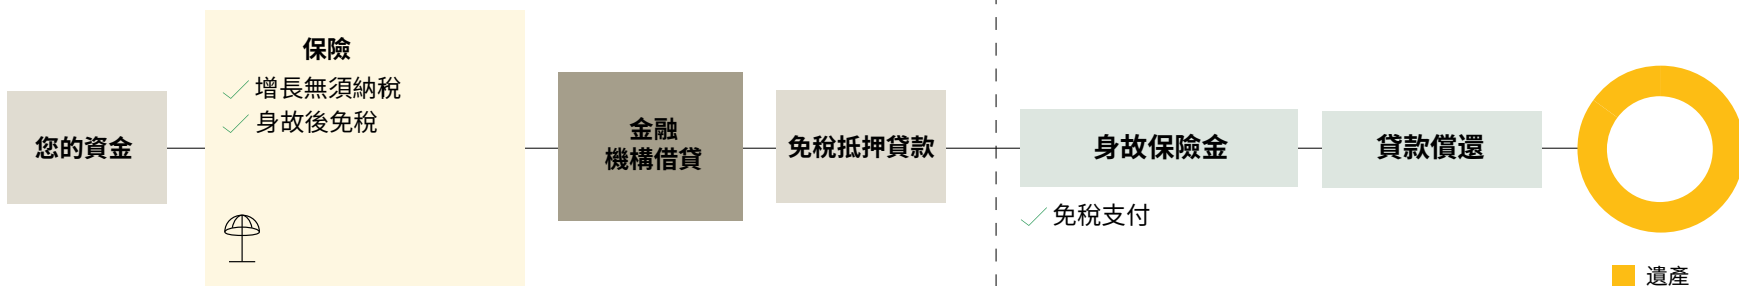 您的資金
保險
增長無須納稅
身故後免稅
金融
機構借貸
免稅抵押貸款
身故保險金
免稅支付
貸款償還
遺產